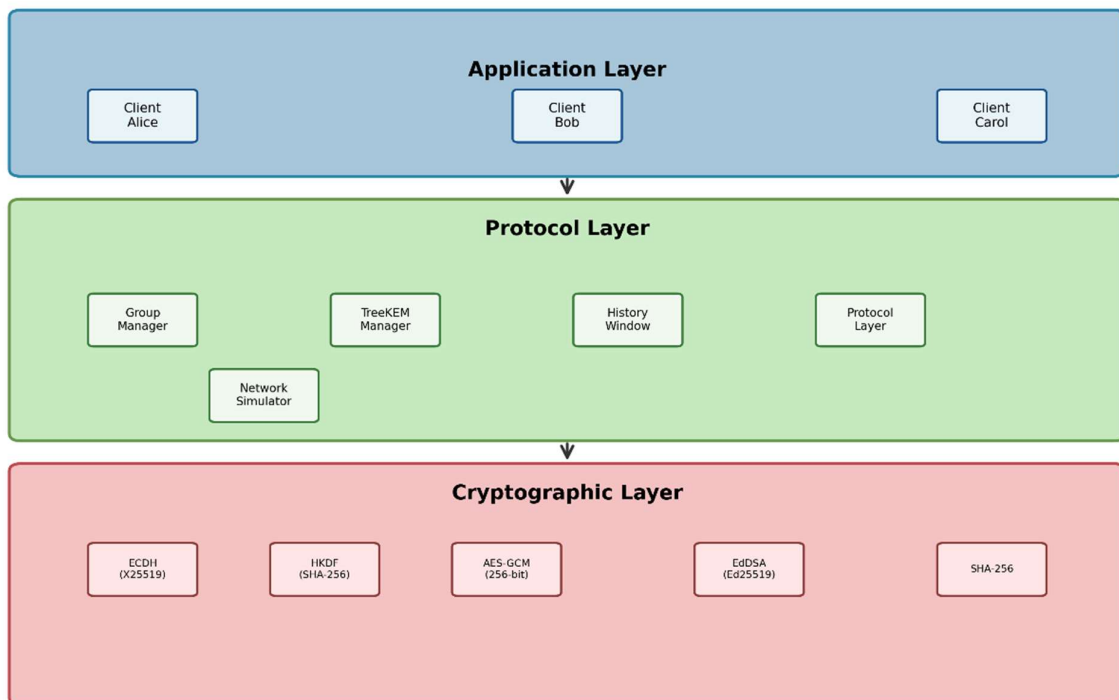 Application Layer
Client
Alice
Client
Bob
Client
Carol
Protocol Layer
Group
Manager
TreeKEM
Manager
History
Window
Protocol
Layer
Network
Simulator
Cryptographic Layer
ECDH
(X25519)
HKDF
(SHA-256)
AES-GCM
(256-bit)
EdDSA
(Ed25519)
SHA-256